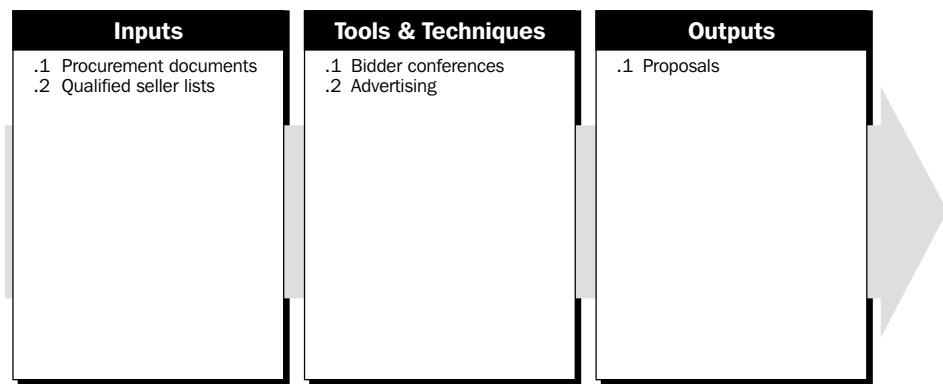 Inputs
.1 Procurement documents
.2 Qualified seller lists
Tools & Techniques
.1 Bidder conferences
.2 Advertising
Outputs
.1 Proposals